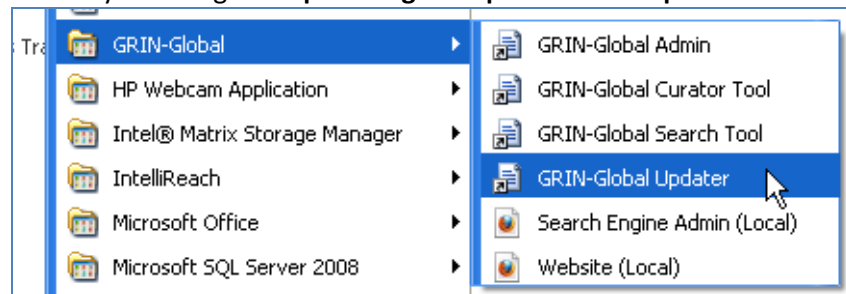 : Tra
GRIN-Global
HP Webcam Application
Intel® Matrix Storage Manager
IntelliReach
Microsoft Office
Microsoft SQL Server 2008
GRIN-Global Admin
GRIN-Global Curator Tool
GRIN-Global Search Tool
GRIN-Global Updater
Search Engine Admin (Local)
Website (Local)